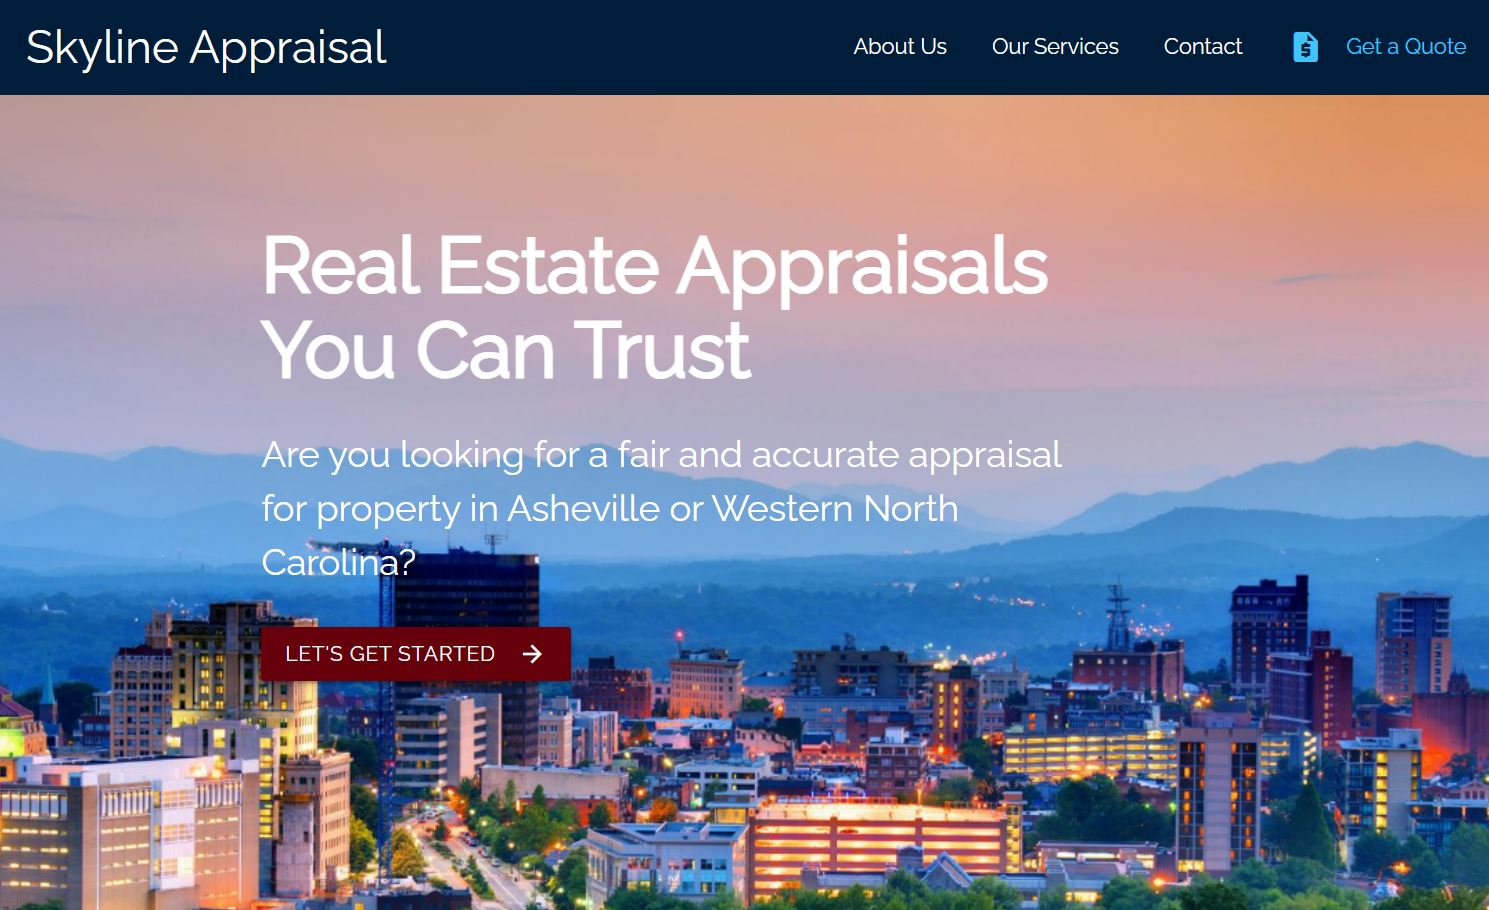 Skyline Appraisal
About Us
Our Services
Contact
Get a Quote
Real Estate Appraisals
You Can Trust
Are you looking for a fair and accurate appraisal
for property in Asheville or Western North
Carolina?
LET'S GET STARTED